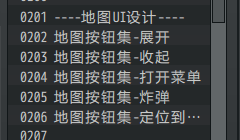 0201 ----地图UI设计----
0202 地图按钮集-展开
0203 地图按钮集-收起
0204 地图按钮集-打开菜单
0205 地图按钮集-炸弹
0206 地图按钮集-定位到…
0207